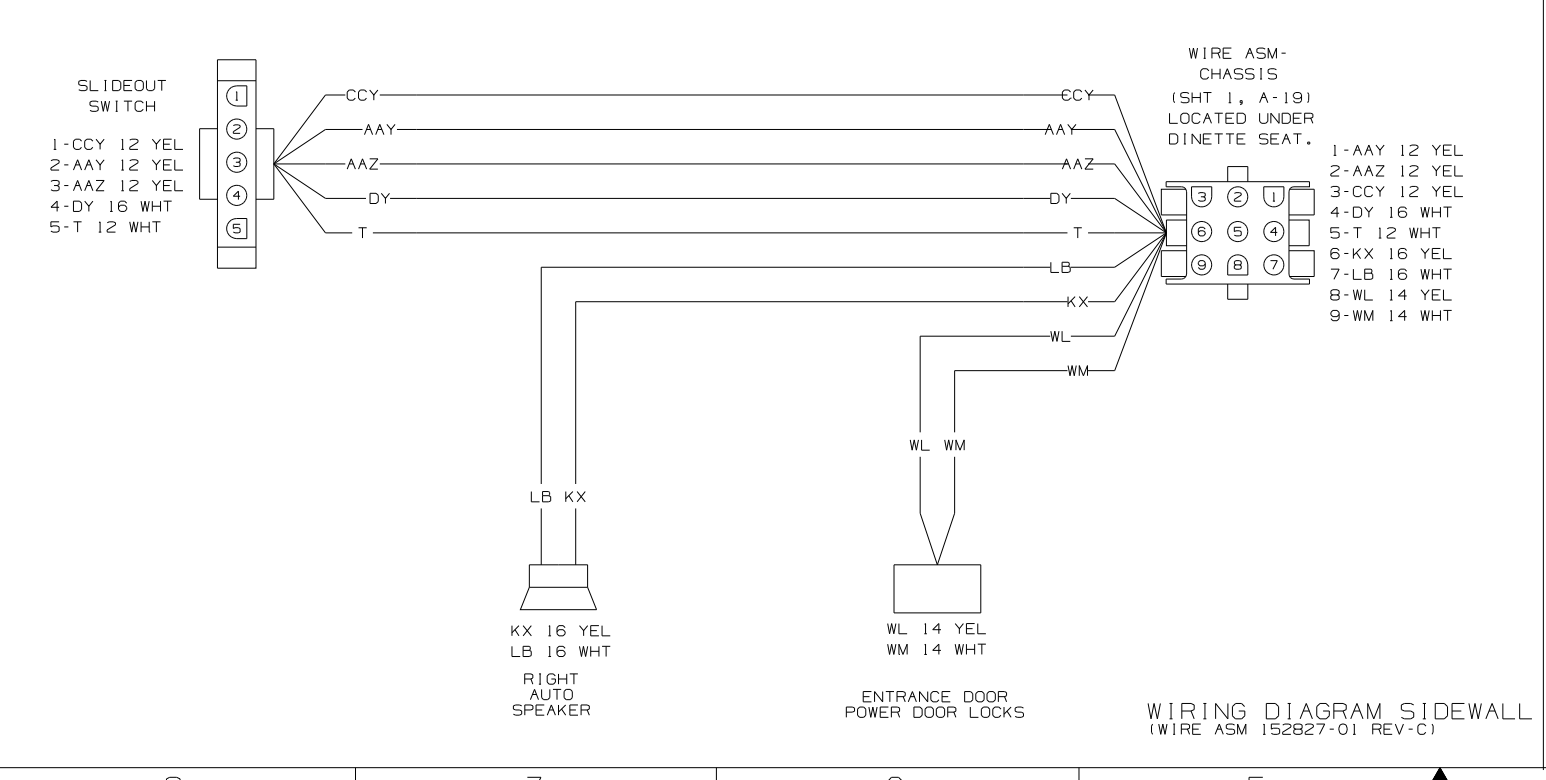 SLIDEOUT
SWITCH
1-CCY 12 YEL
2-AAY 12 YEL
3-AAZ 12 YEL
4-DY 16 WHT
5-T 12 WHT
1
2
3
4
5
CCY
AAY
AAZ
DY
T
CCY
AAY
AAZ
DY
T
LB
KX
WL
WM
WIRE ASM-
CHASSIS
(SHT 1, A-19)
LOCATED UNDER
DINETTE SEAT.
3 2 1
6 5 4
9 8 7
1-AAY 12 YEL
2-AAZ 12 YEL
3-CCY 12 YEL
4-DY 16 WHT
5-T 12 WHT
6-KX 16 YEL
7-LB 16 WHT
8-WL 14 YEL
9-WM 14 WHT
WL WM
LB KX
KX 16 YEL
LB 16 WHT
RIGHT
AUTO
SPEAKER
WL 14 YEL
WM 14 WHT
ENTRANCE DOOR
POWER DOOR LOCKS
WIRING DIAGRAM SIDEWALL
(WIRE ASM 152827-01 REV-C)